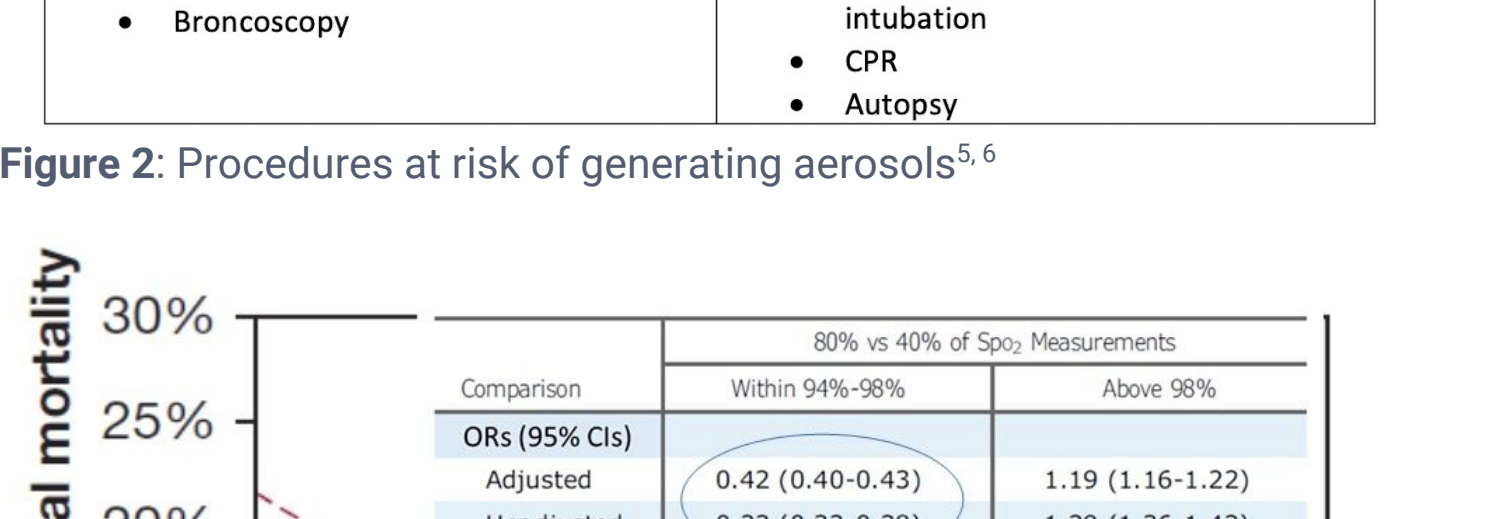 • Broncoscopy
intubation
• CPR
• Autopsy
Figure 2: Procedures at risk of generating aerosols5, 6
al mortality
30%
25%
80% vs 40% of Spo2 Measurements
Comparison
Within 94%-98%
Above 98%
ORs (95% CIs)
Adjusted
0.42 (0.40-0.43)
1.19 (1.16-1.22)